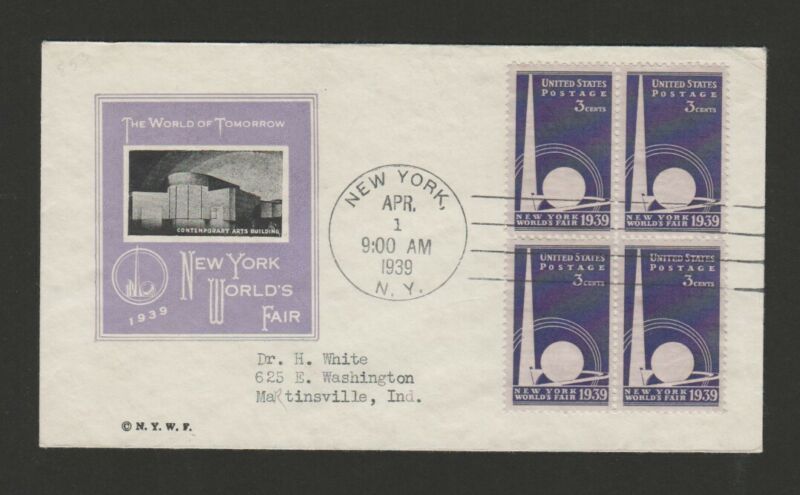 THE WORLD OF TOMORROW
CONTEMPORARY ARTS BUILDING
NEW YORK
WORLD'S
FAIR
1939
© N. Y. W. F.
Dr. H. White
625 E. Washington
Martinsville, Ind.
NEW YORK,
APR.
1
9:00 AM
1939
N. Y.
UNITED STATES
POSTAGE
3 CENTS
NEW YORK
WORLD'S FAIR 1939
UNITED STATES
POSTAGE
3 CENTS
NEW YORK
WORLD'S FAIR 1939
UNITED STATES
POSTAGE
3 CENTS
NEW YORK
WORLD'S FAIR 1939
UNITED STATES
POSTAGE
3 CENTS
NEW YORK
WORLD'S FAIR 1939